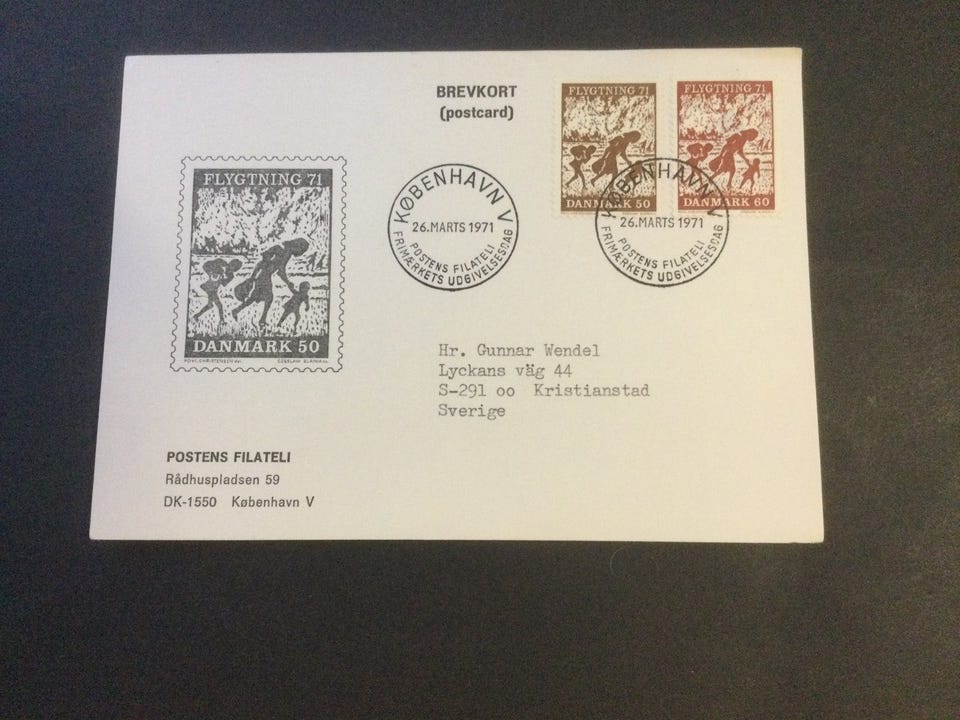 BREVKORT
(postcard)
FLYGTNING 71
DANMARK 50
FLYGTNING 71
DANMARK 60
FLYGTNING 71
DANMARK 50
KØBENHAVN V
26.MARTS 1971
POSTENS FILATELI
FRIMÆRKETS UDGIVELSESDAG
KØBENHAVN V
26.MARTS 1971
POSTENS FILATELI
FRIMÆRKETS UDGIVELSESDAG
Hr. Gunnar Wendel
Lyckans väg 44
S-291 oo Kristianstad
Sverige
POSTENS FILATELI
Rådhuspladsen 59
DK-1550 København V